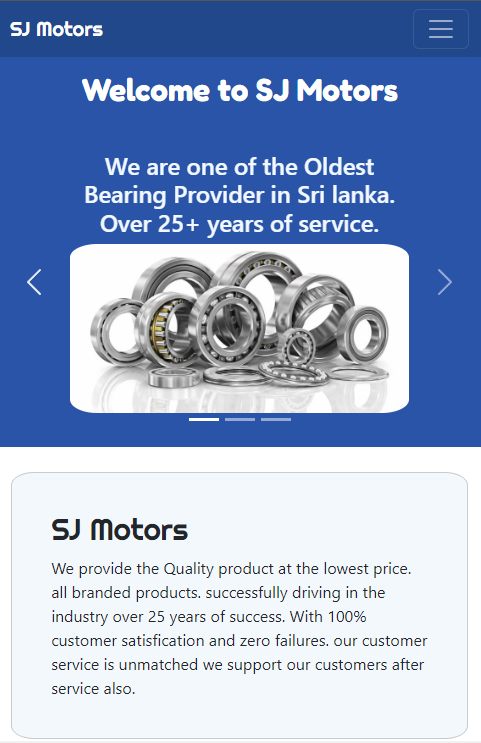 SJ Motors
Welcome to SJ Motors
We are one of the Oldest
Bearing Provider in Sri lanka.
Over 25+ years of service.
SJ Motors
We provide the Quality product at the lowest price.
all branded products. successfully driving in the
industry over 25 years of success. With 100%
customer satisfication and zero failures. our customer
service is unmatched we support our customers after
service also.